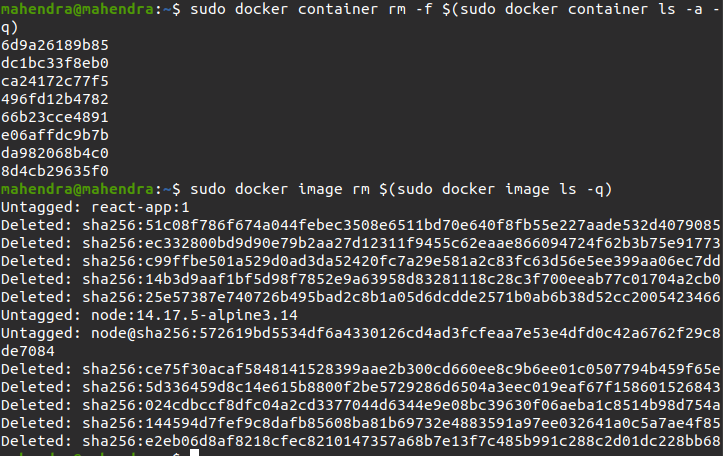 mahendra@mahendra:~$ sudo docker container rm -f $(sudo docker container ls -a -
q)
6d9a26189b85
dc1bc33f8eb0
ca24172c77f5
496fd12b4782
66b23cce4891
e06affdc9b7b
da982068b4c0
8d4cb29635f0
mahendra@mahendra:~$ sudo docker image rm $(sudo docker image ls -q)
Untagged: react-app:1
Deleted: sha256:51c08f786f674a044febec3508e6511bd70e640f8fb55e227aade532d4079085
Deleted: sha256:ec332800bd9d90e79b2aa27d12311f9455c62eaae866094724f62b3b75e91773
Deleted: sha256:c99ffbe501a529d0ad3da52420fc7a29e581a2c83fc63d56e5ee399aa06ec7dd
Deleted: sha256:14b3d9aaf1bf5d98f7852e9a63958d83281118c28c3f700eeab77c01704a2cb0
Deleted: sha256:25e57387e740726b495bad2c8b1a05d6dcdde2571b0ab6b38d52cc2005423466
Untagged: node:14.17.5-alpine3.14
Untagged: node@sha256:572619bd5534df6a4330126cd4ad3fcfeaa7e53e4dfd0c42a6762f29c8
de7084
Deleted: sha256:ce75f30acaf5848141528399aae2b300cd660ee8c9b6ee01c0507794b459f65e
Deleted: sha256:5d336459d8c14e615b8800f2be5729286d6504a3eec019eaf67f158601526843
Deleted: sha256:024cdbccf8dfc04a2cd3377044d6344e9e08bc39630f06aeba1c8514b98d754a
Deleted: sha256:144594d7fef9c8dafb85608ba81b69732e4883591a97ee032641a0c5a7ae4f85
Deleted: sha256:e2eb06d8af8218cfec8210147357a68b7e13f7c485b991c288c2d01dc228bb68
mahendra@mahendra:~$